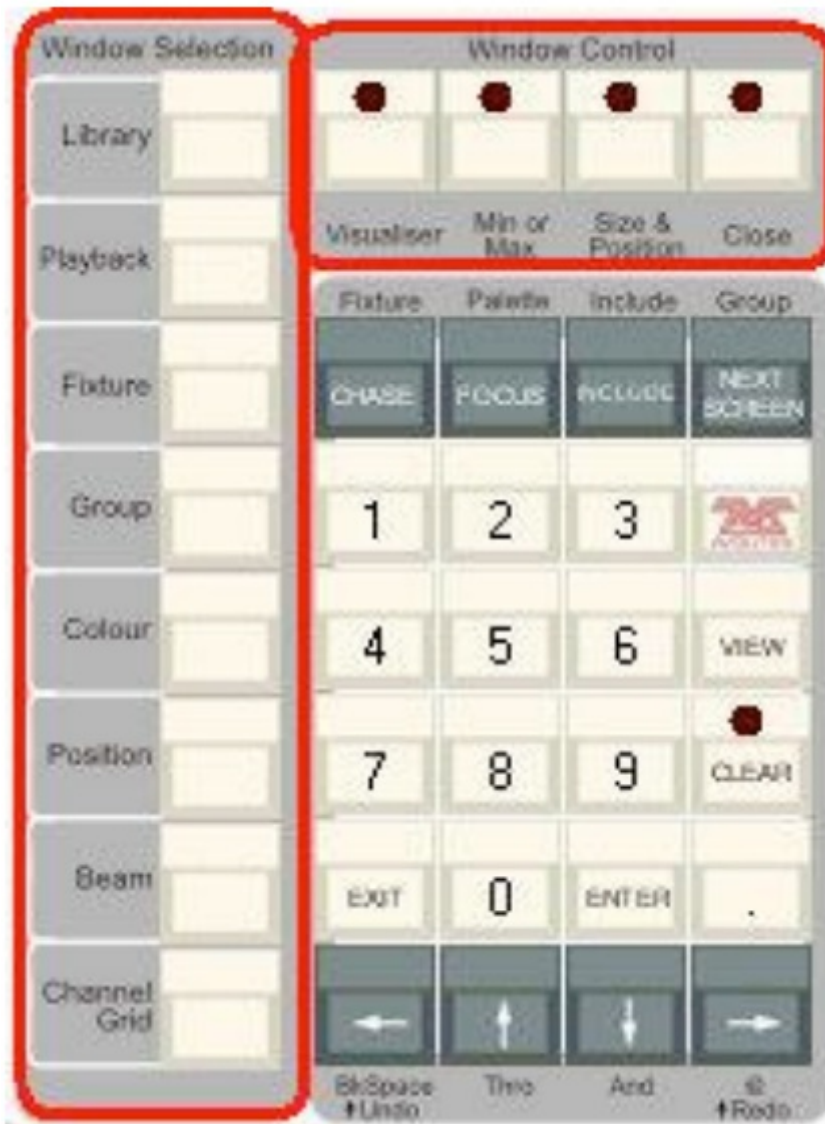 Window Selection
Library
Playback
Fixture
Group
Colour
Position
Beam
Channel
Grid
Window Control
Visualiser
Min or
Max
Size &
Position
Close
Fixture Palette Include Group
CHASE FOCUS INCLUDE NEXT
SCREEN
1 2 3
4 5 6 VIEW
7 8 9 CLEAR
EXIT 0 ENTER .
← ↑ ↓ →
BkSpace Thro And @
↑Undo ↑Redo